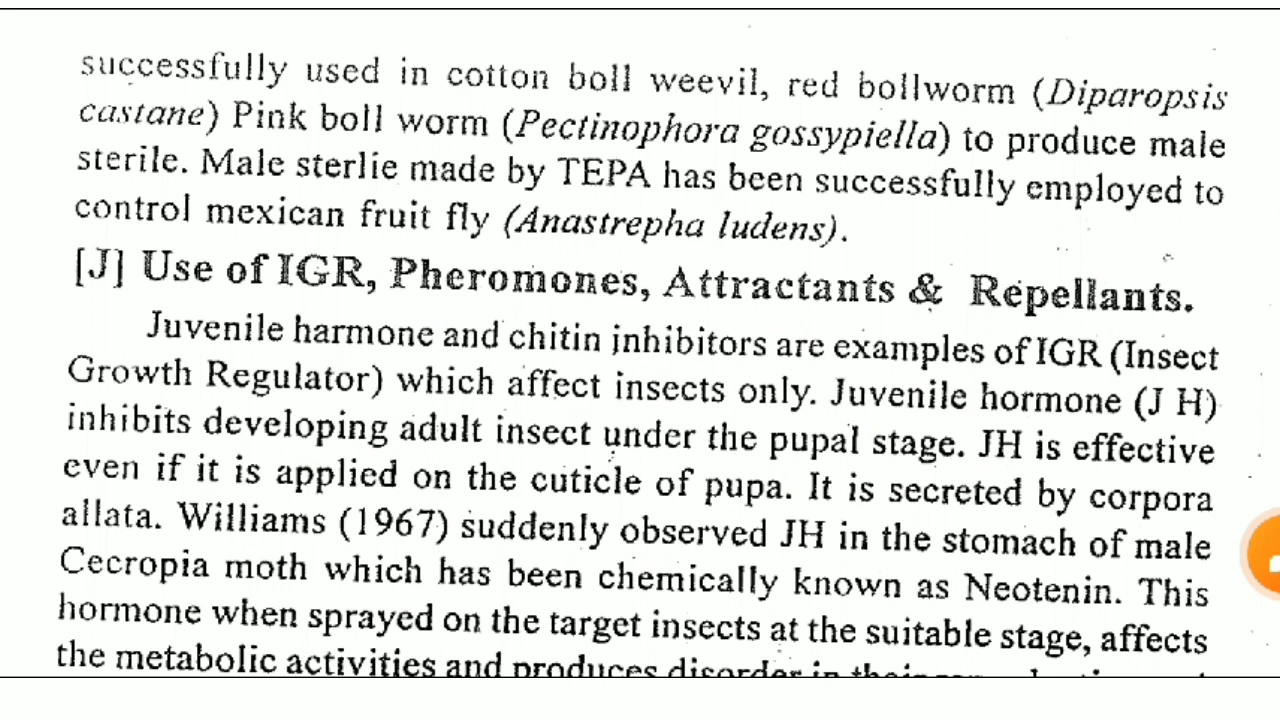 successfully used in cotton boll weevil, red bollworm (Diparopsis
castane) Pink boll worm (Pectinophora gossypiella) to produce male
sterile. Male sterlie made by TEPA has been successfully employed to
control mexican fruit fly (Anastrepha ludens).
[J] Use of IGR, Pheromones, Attractants & Repellants.
Juvenile harmone and chitin inhibitors are examples of IGR (Insect
Growth Regulator) which affect insects only. Juvenile hormone (J H)
inhibits developing adult insect under the pupal stage. JH is effective
even if it is applied on the cuticle of pupa. It is secreted by corpora
allata. Williams (1967) suddenly observed JH in the stomach of male
Cecropia moth which has been chemically known as Neotenin. This
hormone when sprayed on the target insects at the suitable stage, affects
the metabolic activities and produces disorder in their